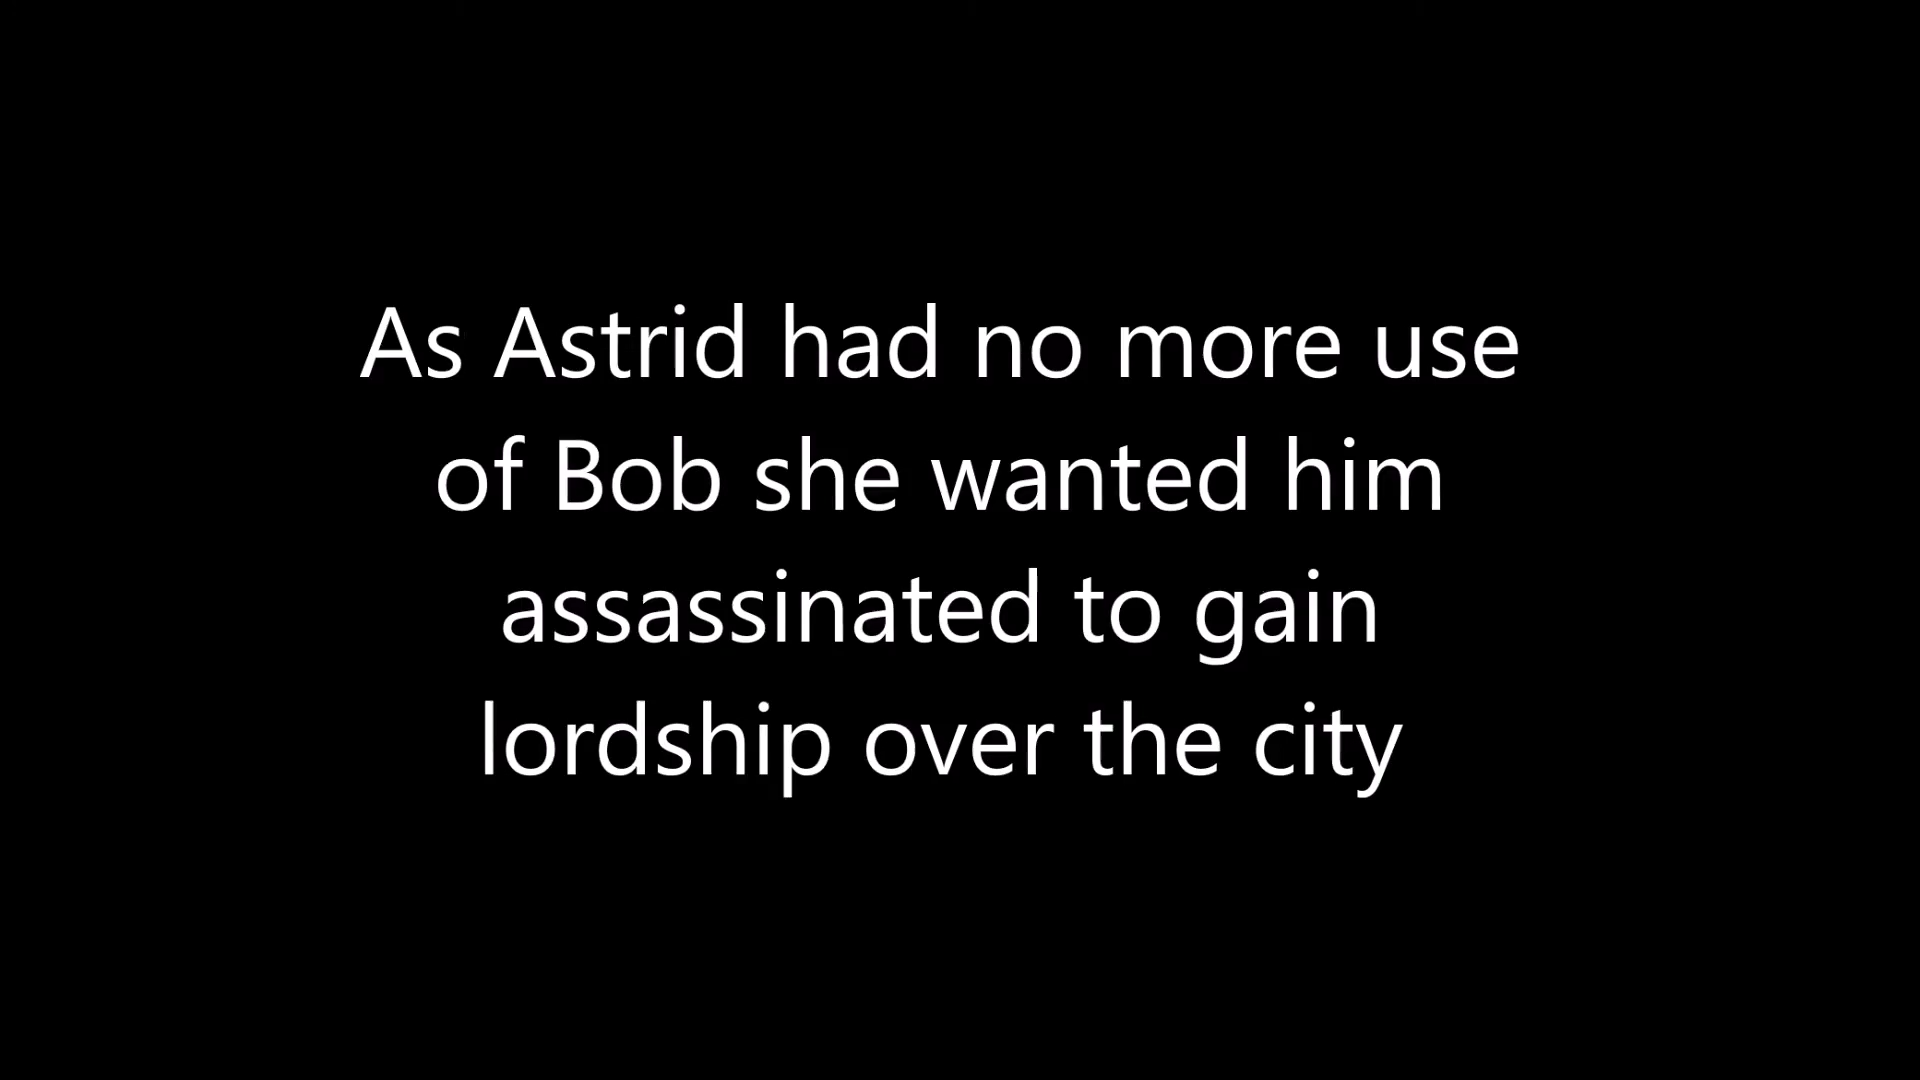 As Astrid had no more use
of Bob she wanted him
assassinated to gain
lordship over the city